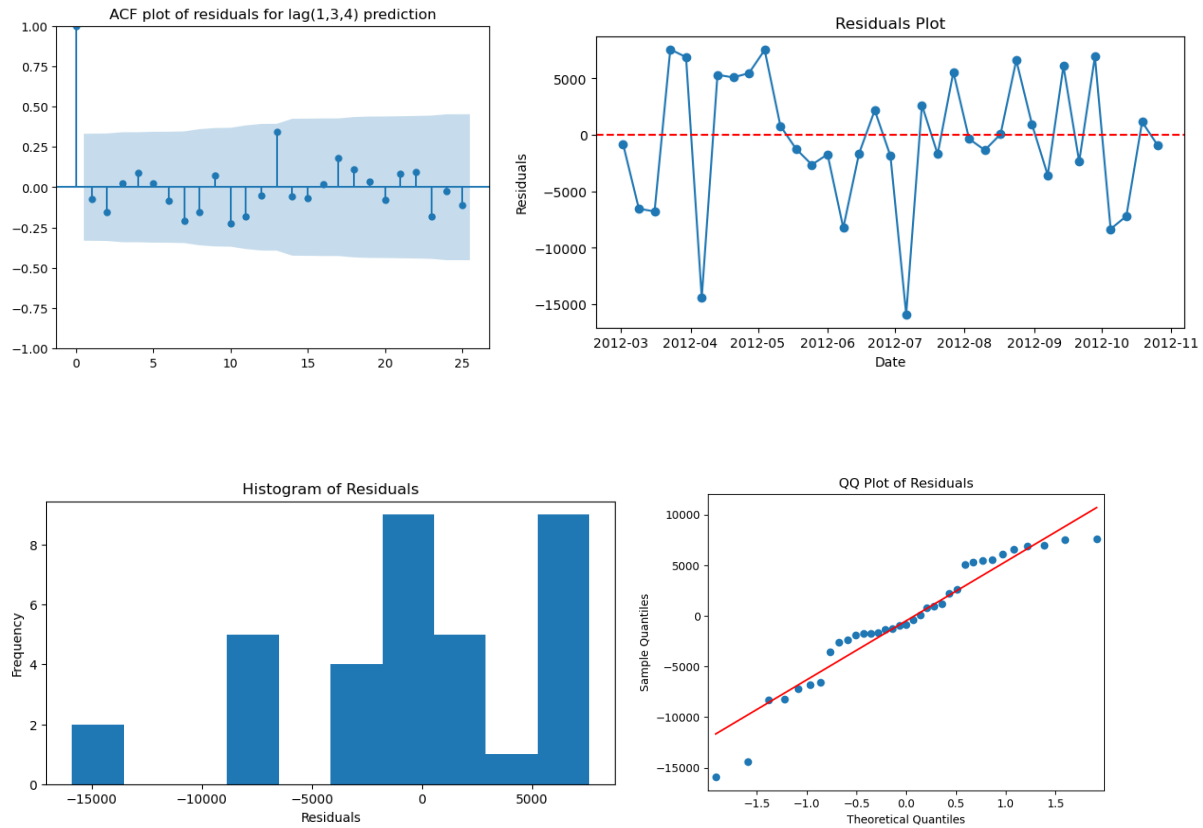 ACF plot of residuals for lag(1,3,4) prediction
1.00
0.75
0.50
0.25
0.00
−0.25
−0.50
−0.75
−1.00
0 5 10 15 20 25
Residuals Plot
Residuals
5000
0
−5000
−10000
−15000
2012-03 2012-04 2012-05 2012-06 2012-07 2012-08 2012-09 2012-10 2012-11
Date
Histogram of Residuals
Frequency
8
6
4
2
0
−15000 −10000 −5000 0 5000
Residuals
QQ Plot of Residuals
Sample Quantiles
10000
5000
0
−5000
−10000
−15000
−1.5 −1.0 −0.5 0.0 0.5 1.0 1.5
Theoretical Quantiles